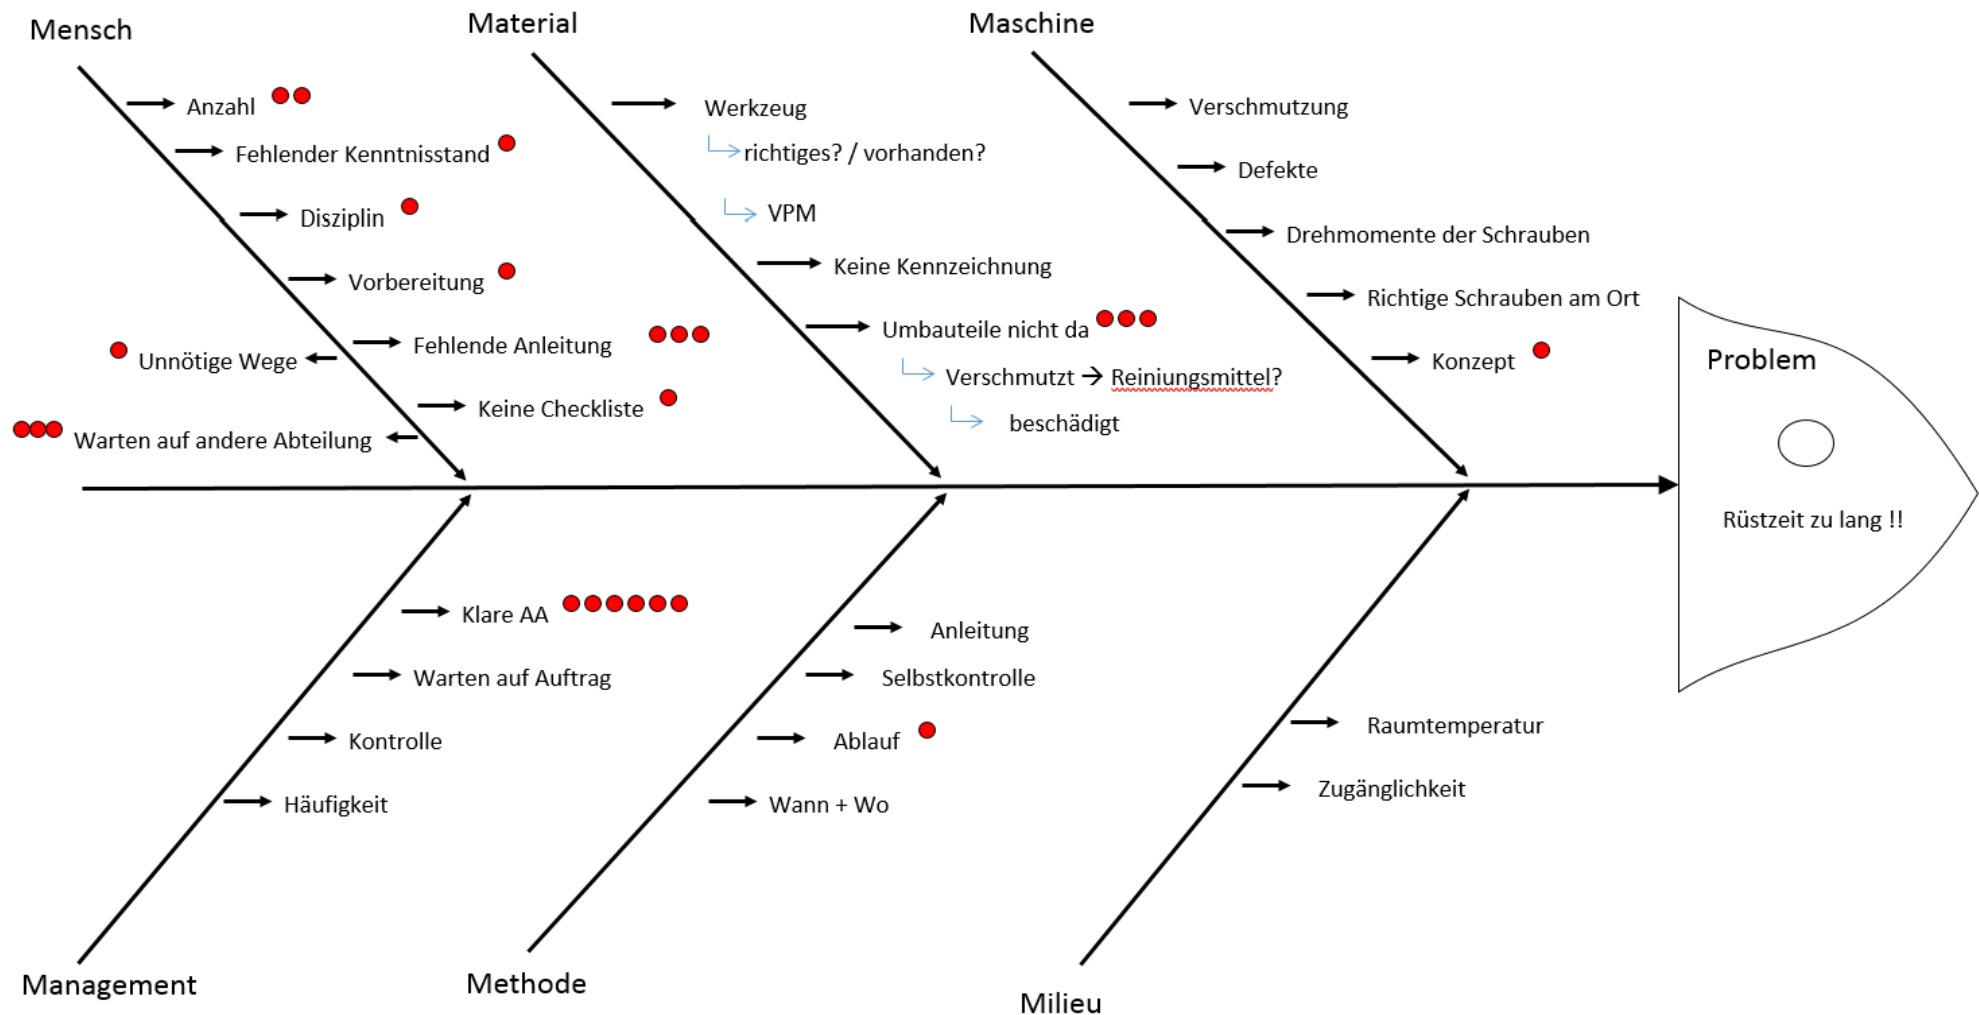 Mensch
Material
Maschine
Anzahl
Fehlender Kenntnisstand
Disziplin
Vorbereitung
Fehlende Anleitung
Unnötige Wege
Keine Checkliste
Warten auf andere Abteilung
Werkzeug
richtiges? / vorhanden?
VPM
Keine Kennzeichnung
Umbauteile nicht da
Verschmutzt → Reiniungsmittel?
beschädigt
Verschmutzung
Defekte
Drehmomente der Schrauben
Richtige Schrauben am Ort
Konzept
Problem
Rüstzeit zu lang !!
Klare AA
Warten auf Auftrag
Kontrolle
Häufigkeit
Anleitung
Selbstkontrolle
Ablauf
Wann + Wo
Raumtemperatur
Zugänglichkeit
Management
Methode
Milieu